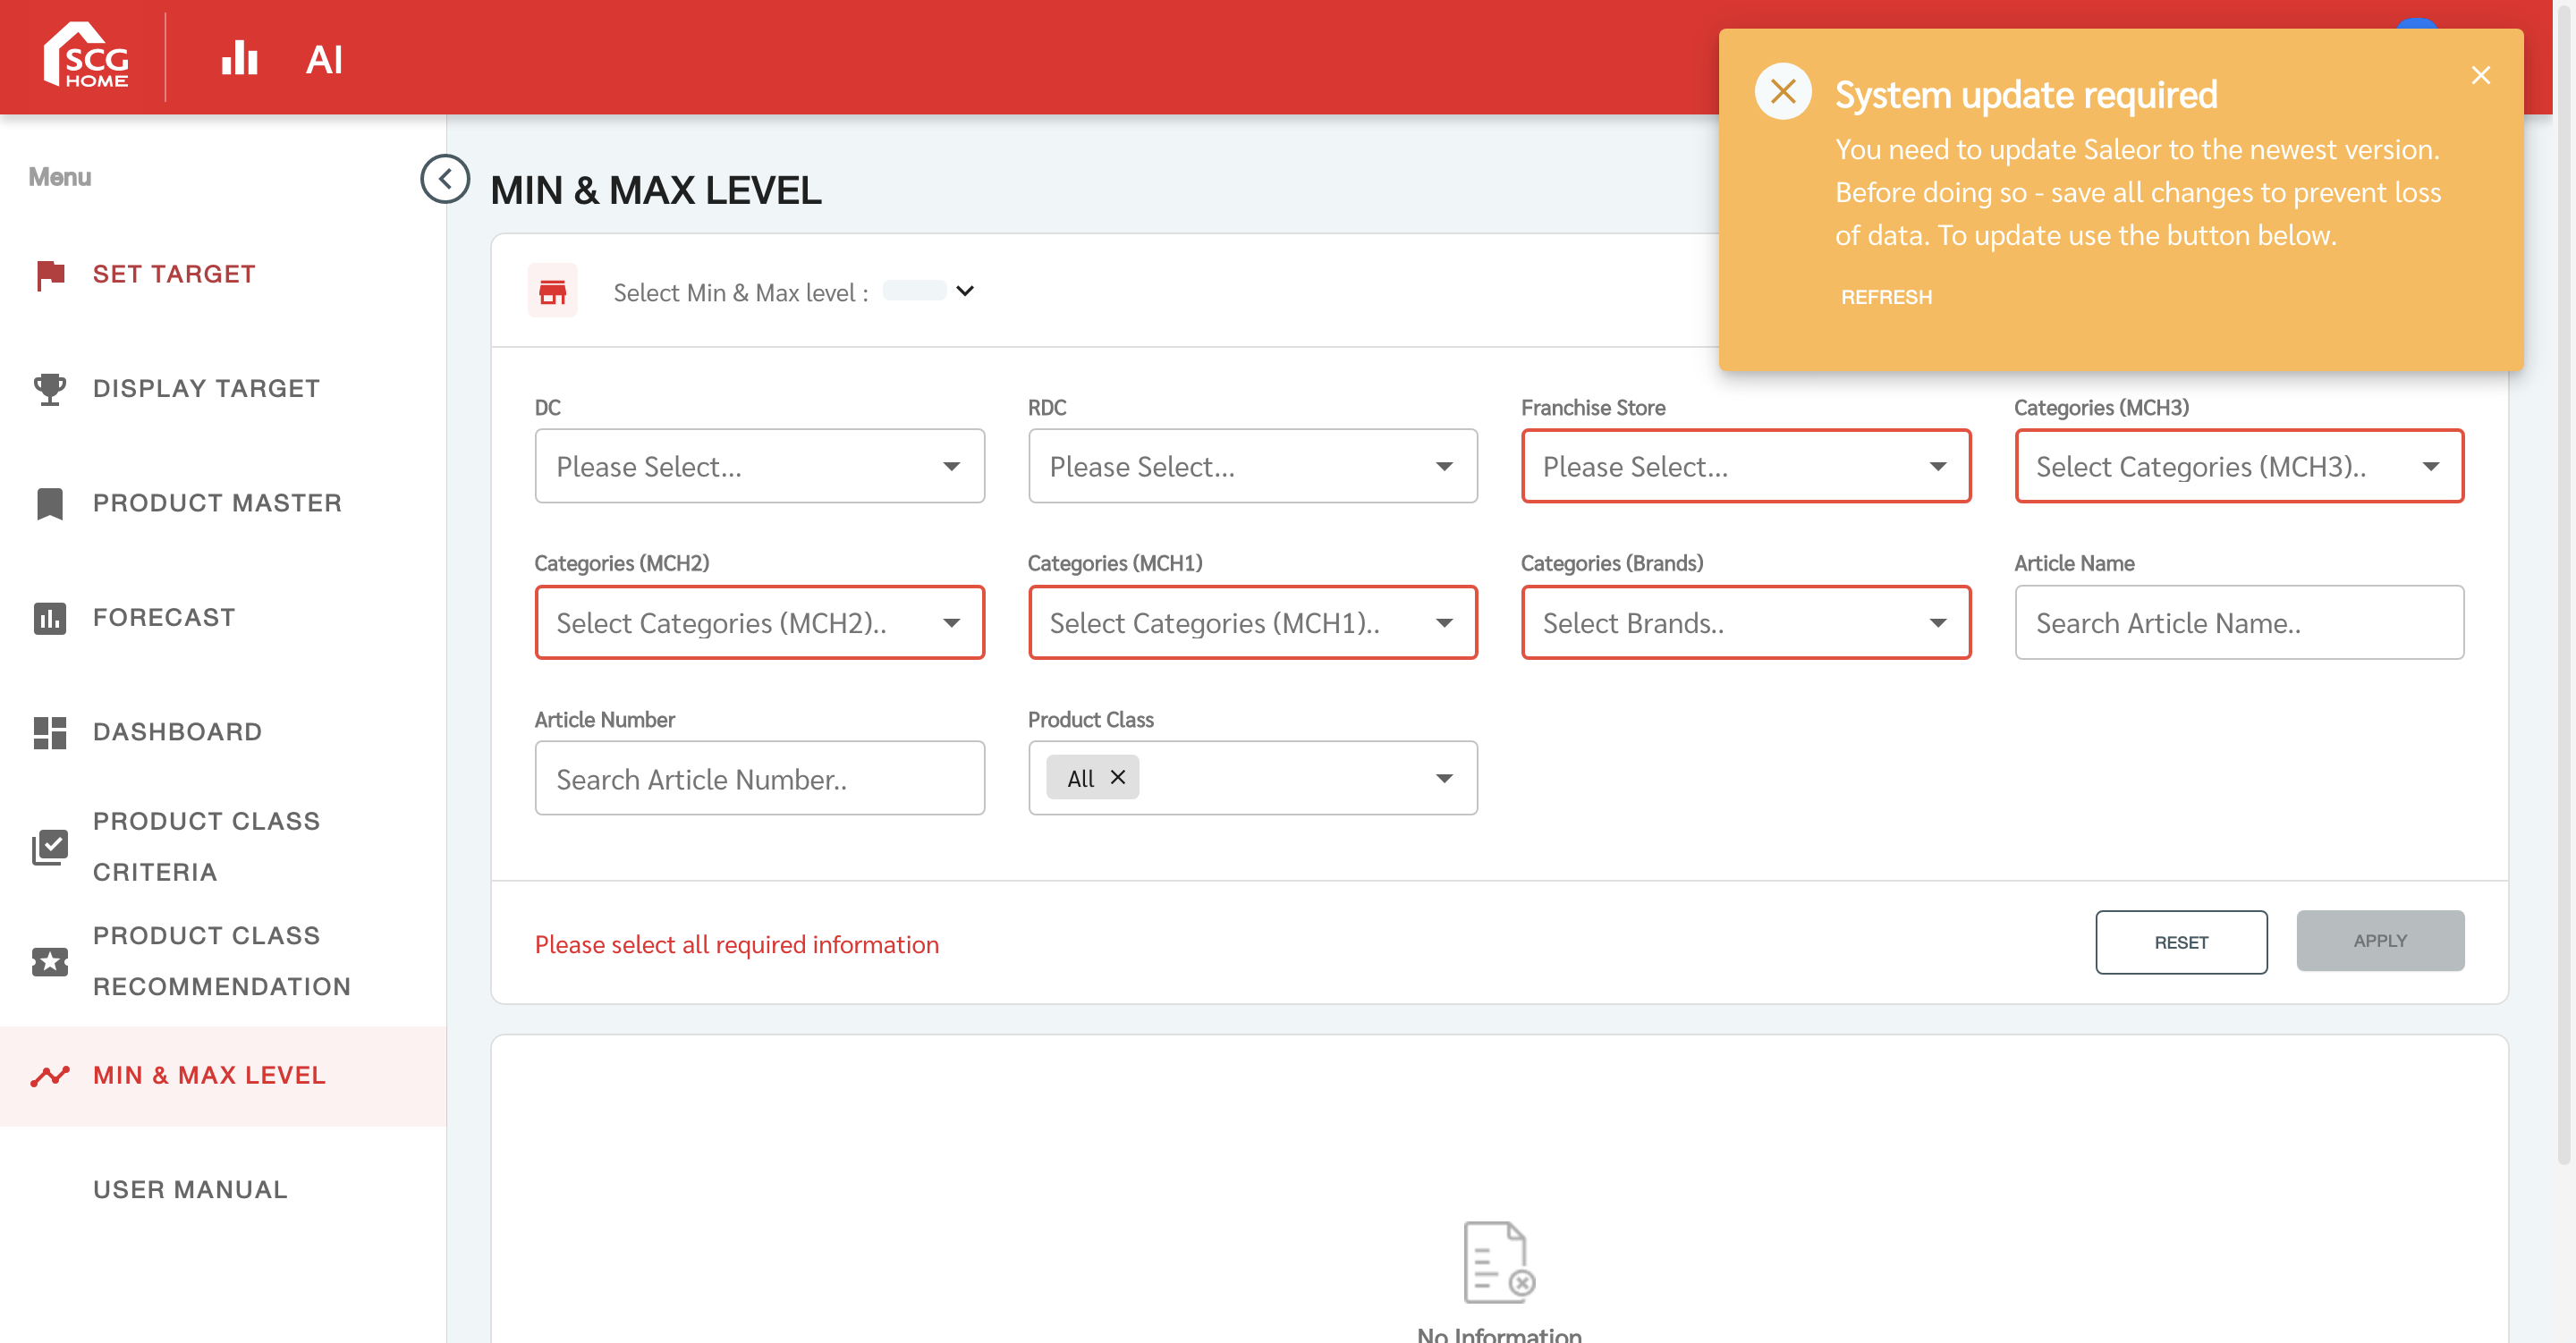 SCG
HOME
AI
System update required
You need to update Saleor to the newest version.
Before doing so - save all changes to prevent loss
of data. To update use the button below.
REFRESH
Menu
SET TARGET
DISPLAY TARGET
PRODUCT MASTER
FORECAST
DASHBOARD
PRODUCT CLASS
CRITERIA
PRODUCT CLASS
RECOMMENDATION
MIN & MAX LEVEL
USER MANUAL
MIN & MAX LEVEL
Select Min & Max level :
DC
Please Select...
RDC
Please Select...
Franchise Store
Please Select...
Categories (MCH3)
Select Categories (MCH3)..
Categories (MCH2)
Select Categories (MCH2)..
Categories (MCH1)
Select Categories (MCH1)..
Categories (Brands)
Select Brands..
Article Name
Search Article Name..
Article Number
Search Article Number..
Product Class
All
Please select all required information
RESET
APPLY
No Information